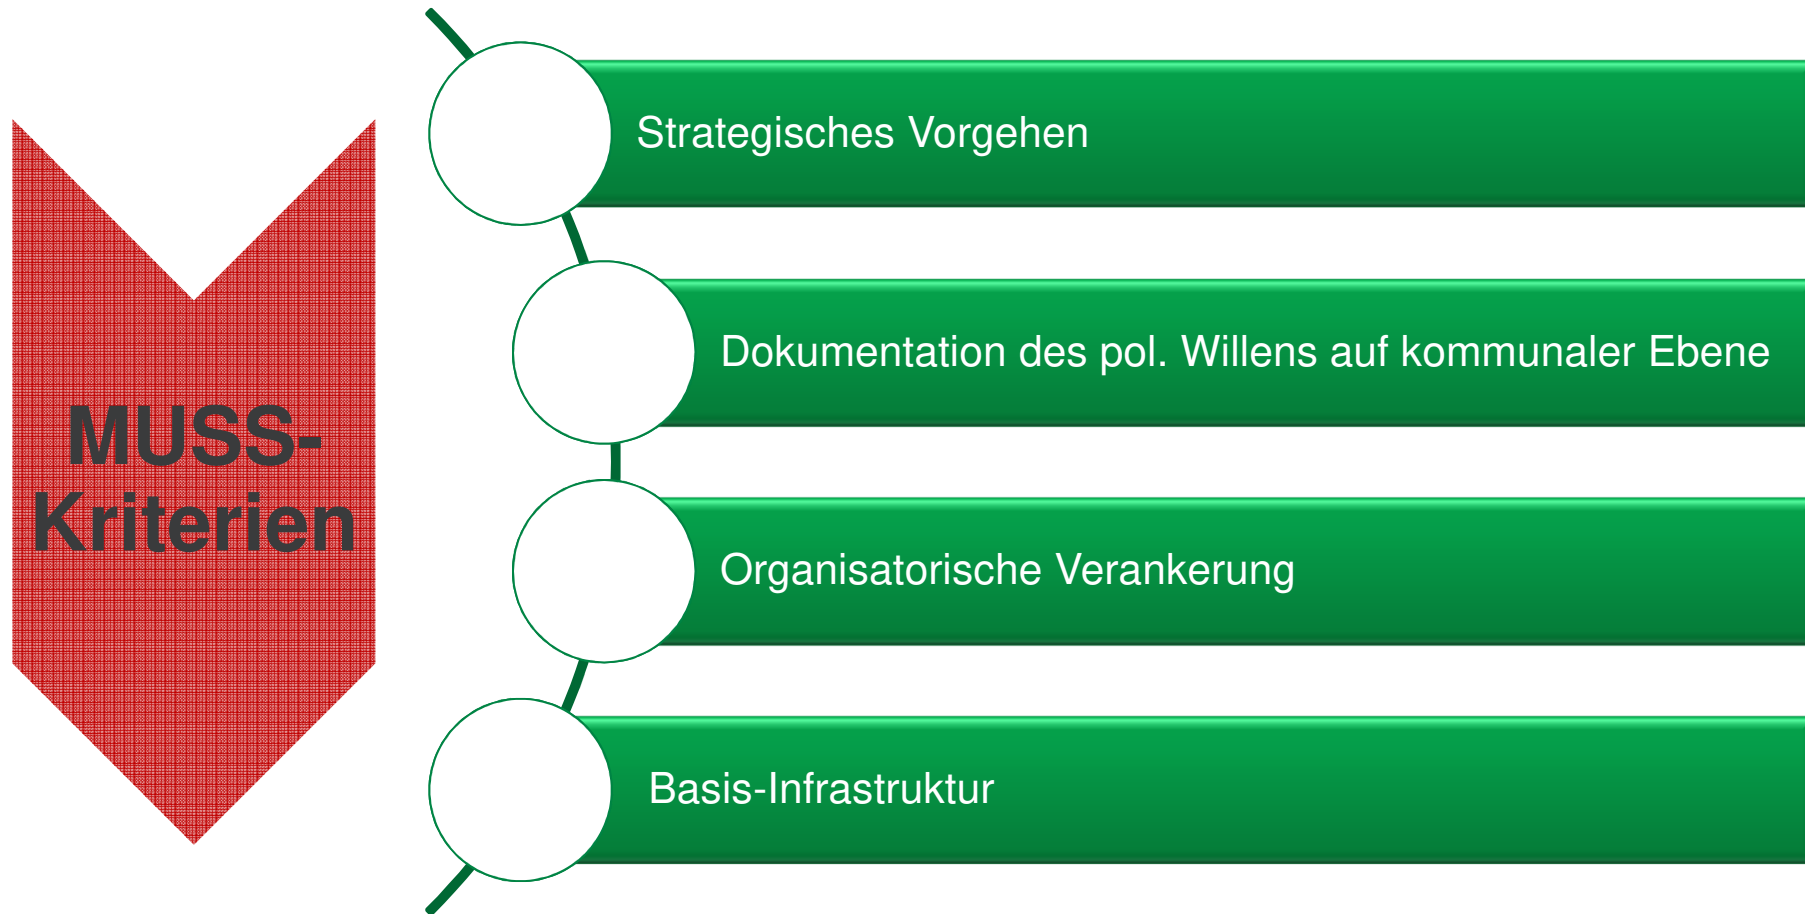 MUSS-
Kriterien
Strategisches Vorgehen
Dokumentation des pol. Willens auf kommunaler Ebene
Organisatorische Verankerung
Basis-Infrastruktur